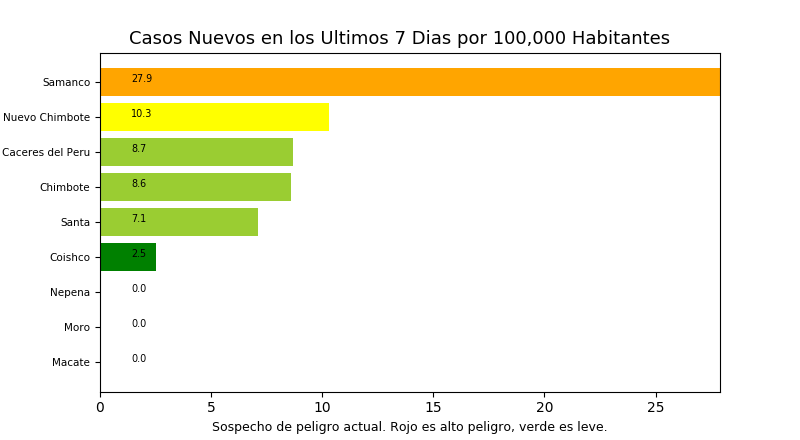 Casos Nuevos en los Ultimos 7 Dias por 100,000 Habitantes
Samanco 27.9
Nuevo Chimbote 10.3
Caceres del Peru 8.7
Chimbote 8.6
Santa 7.1
Coishco 2.5
Nepena 0.0
Moro 0.0
Macate 0.0
0 5 10 15 20 25
Sospecho de peligro actual. Rojo es alto peligro, verde es leve.